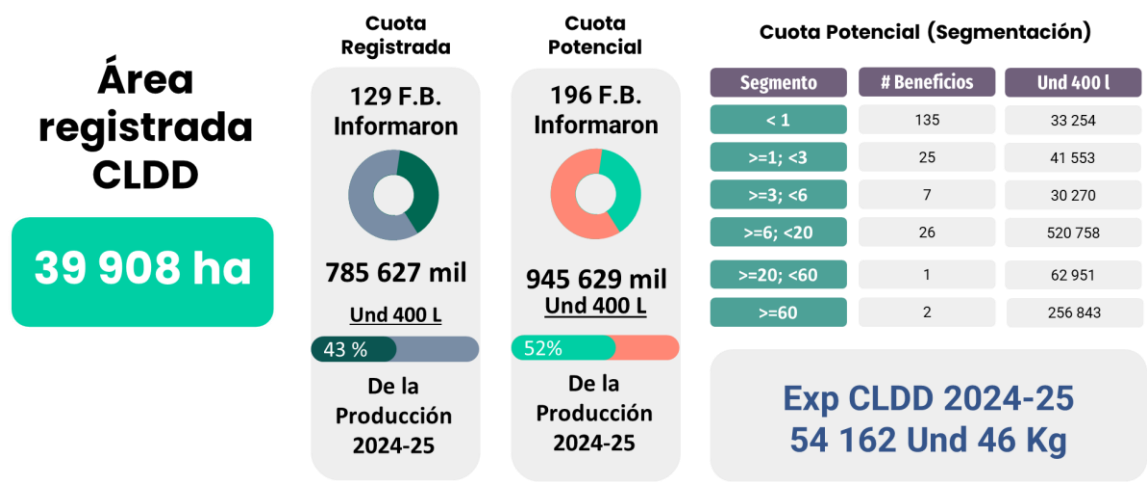 Área
registrada
CLDD
39 908 ha
Cuota
Registrada
129 F.B.
Informaron
785 627 mil
Und 400 L
43 %
De la
Producción
2024-25
Cuota
Potencial
196 F.B.
Informaron
945 629 mil
Und 400 L
52%
De la
Producción
2024-25
Cuota Potencial (Segmentación)
Segmento # Beneficios Und 400 l
< 1 135 33 254
>=1; <3 25 41 553
>=3; <6 7 30 270
>=6; <20 26 520 758
>=20; <60 1 62 951
>=60 2 256 843
Exp CLDD 2024-25
54 162 Und 46 Kg